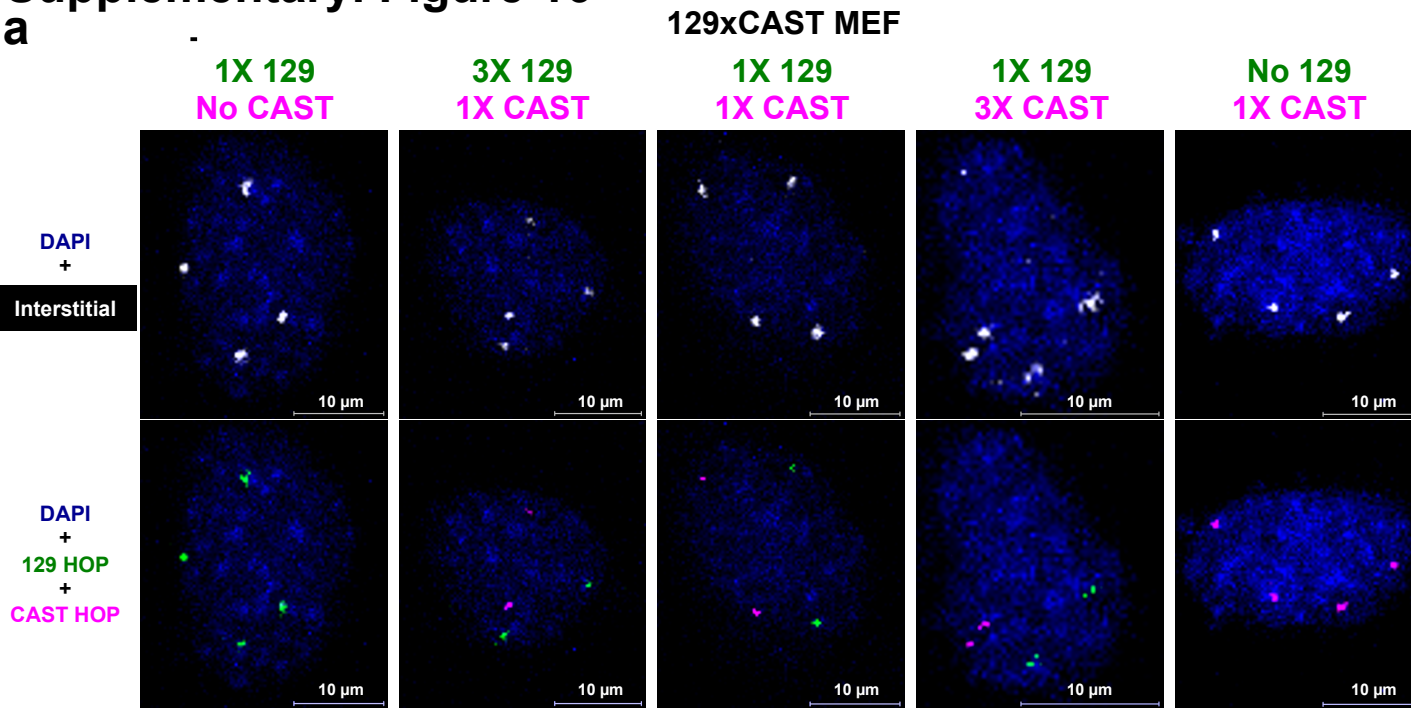 Supplementary Figure
a
-
129xCAST MEF
1X 129
No CAST
3X 129
1X CAST
1X 129
1X CAST
1X 129
3X CAST
No 129
1X CAST
DAPI
+
Interstitial
10 µm
10 µm
10 µm
10 µm
10 µm
DAPI
+
129 HOP
+
CAST HOP
10 µm
10 µm
10 µm
10 µm
10 µm